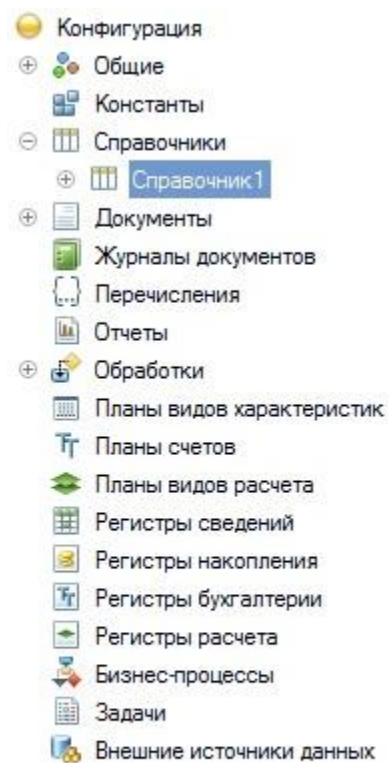 Конфигурация
Общие
Константы
Справочники
Справочник1
Документы
Журналы документов
Перечисления
Отчеты
Обработки
Планы видов характеристик
Планы счетов
Планы видов расчета
Регистры сведений
Регистры накопления
Регистры бухгалтерии
Регистры расчета
Бизнес-процессы
Задачи
Внешние источники данных